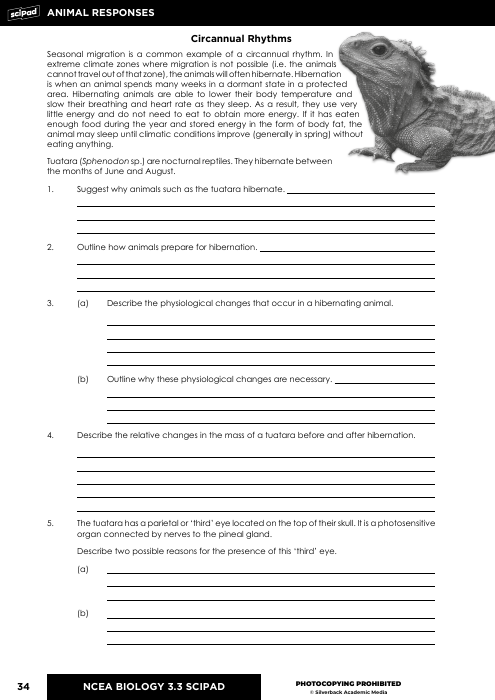 scipad ANIMAL RESPONSES
Circannual Rhythms
Seasonal migration is a common example of a circannual rhythm. In
extreme climate zones where migration is not possible (i.e. the animals
cannot travel out of that zone), the animals will often hibernate. Hibernation
is when an animal spends many weeks in a dormant state in a protected
area. Hibernating animals are able to lower their body temperature and
slow their breathing and heart rate as they sleep. As a result, they use very
little energy and do not need to eat to obtain more energy. If it has eaten
enough food during the year and stored energy in the form of body fat, the
animal may sleep until climatic conditions improve (generally in spring) without
eating anything.
Tuatara (Sphenodon sp.) are nocturnal reptiles. They hibernate between
the months of June and August.
1. Suggest why animals such as the tuatara hibernate.
2. Outline how animals prepare for hibernation.
3. (a) Describe the physiological changes that occur in a hibernating animal.
(b) Outline why these physiological changes are necessary.
4. Describe the relative changes in the mass of a tuatara before and after hibernation.
5. The tuatara has a parietal or ‘third’ eye located on the top of their skull. It is a photosensitive
organ connected by nerves to the pineal gland.
Describe two possible reasons for the presence of this ‘third’ eye.
(a)
(b)
34 NCEA BIOLOGY 3.3 SCIPAD PHOTOCOPYING PROHIBITED
© Silverback Academic Media